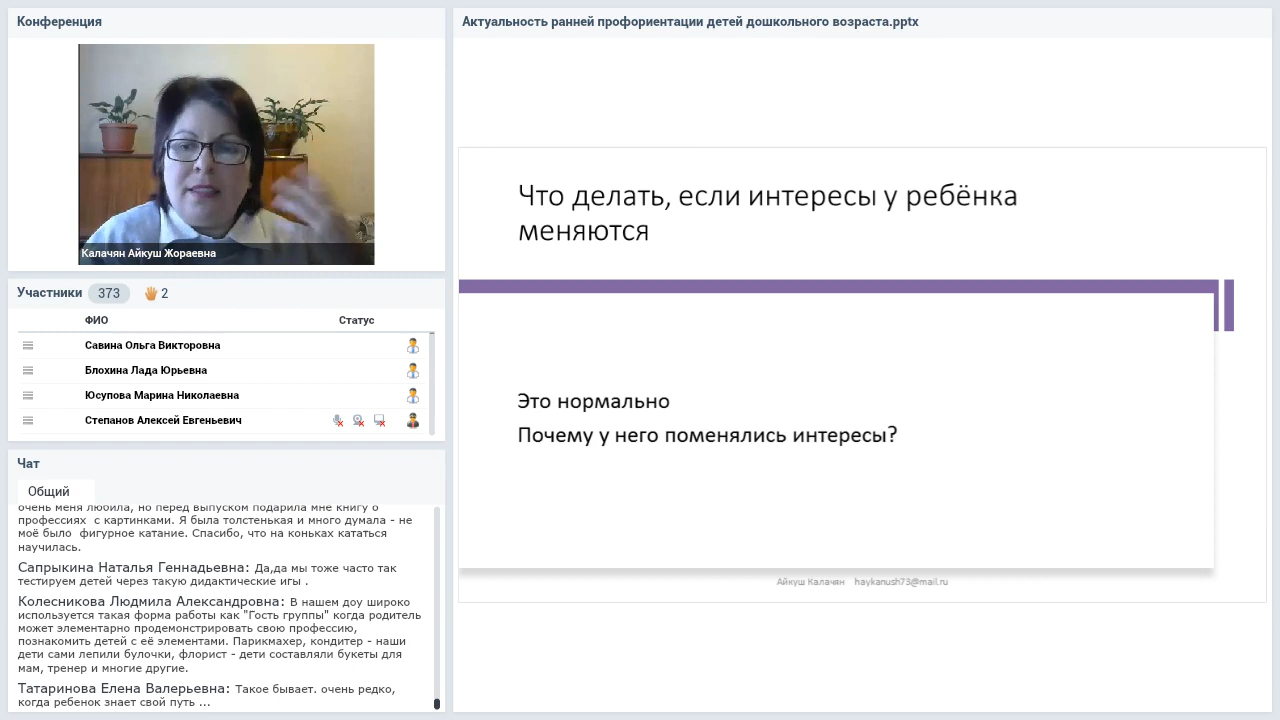 Конференция
Калачян Айкуш Жораевна
Участники 373 2
ФИО Статус
Савина Ольга Викторовна
Блохина Лада Юрьевна
Юсупова Марина Николаевна
Степанов Алексей Евгеньевич
Чат
Общий
очень меня любила, но перед выпуском подарила мне книгу о
профессиях с картинками. Я была толстенькая и много думала - не
моё было фигурное катание. Спасибо, что на коньках кататься
научилась.
Сапрыкина Наталья Геннадьевна: Да,да мы тоже часто так
тестируем детей через такую дидактические игы .
Колесникова Людмила Александровна: В нашем доу широко
используется такая форма работы как "Гость группы" когда родитель
может элементарно продемонстрировать свою профессию,
познакомить детей с её элементами. Парикмахер, кондитер - наши
дети сами лепили булочки, флорист - дети составляли букеты для
мам, тренер и многие другие.
Татаринова Елена Валерьевна: Такое бывает. очень редко,
когда ребенок знает свой путь ...
Актуальность ранней профориентации детей дошкольного возраста.pptx
Что делать, если интересы у ребёнка
меняются
Это нормально
Почему у него поменялись интересы?
Айкуш Калачян haykanush73@mail.ru